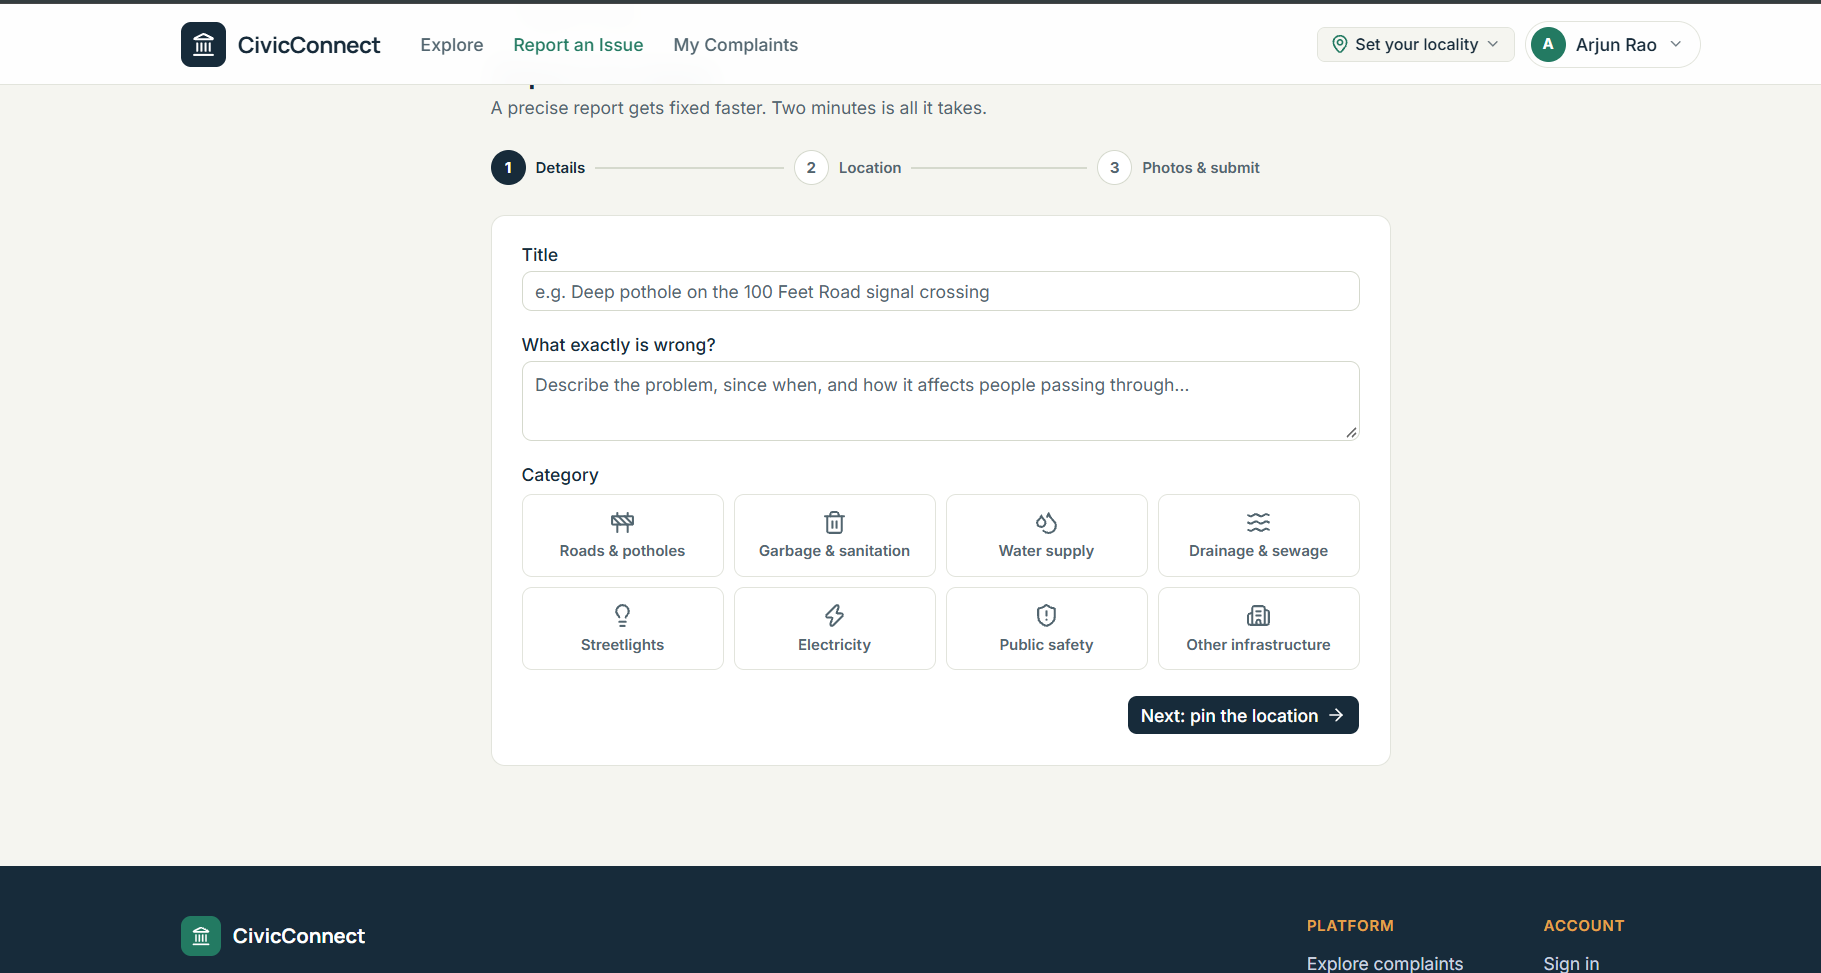 CivicConnect
Explore
Report an Issue
My Complaints
Set your locality
A
Arjun Rao
A precise report gets fixed faster. Two minutes is all it takes.
1 Details
2 Location
3 Photos & submit
Title
e.g. Deep pothole on the 100 Feet Road signal crossing
What exactly is wrong?
Describe the problem, since when, and how it affects people passing through...
Category
Roads & potholes
Garbage & sanitation
Water supply
Drainage & sewage
Streetlights
Electricity
Public safety
Other infrastructure
Next: pin the location
CivicConnect
PLATFORM
Explore complaints
ACCOUNT
Sign in